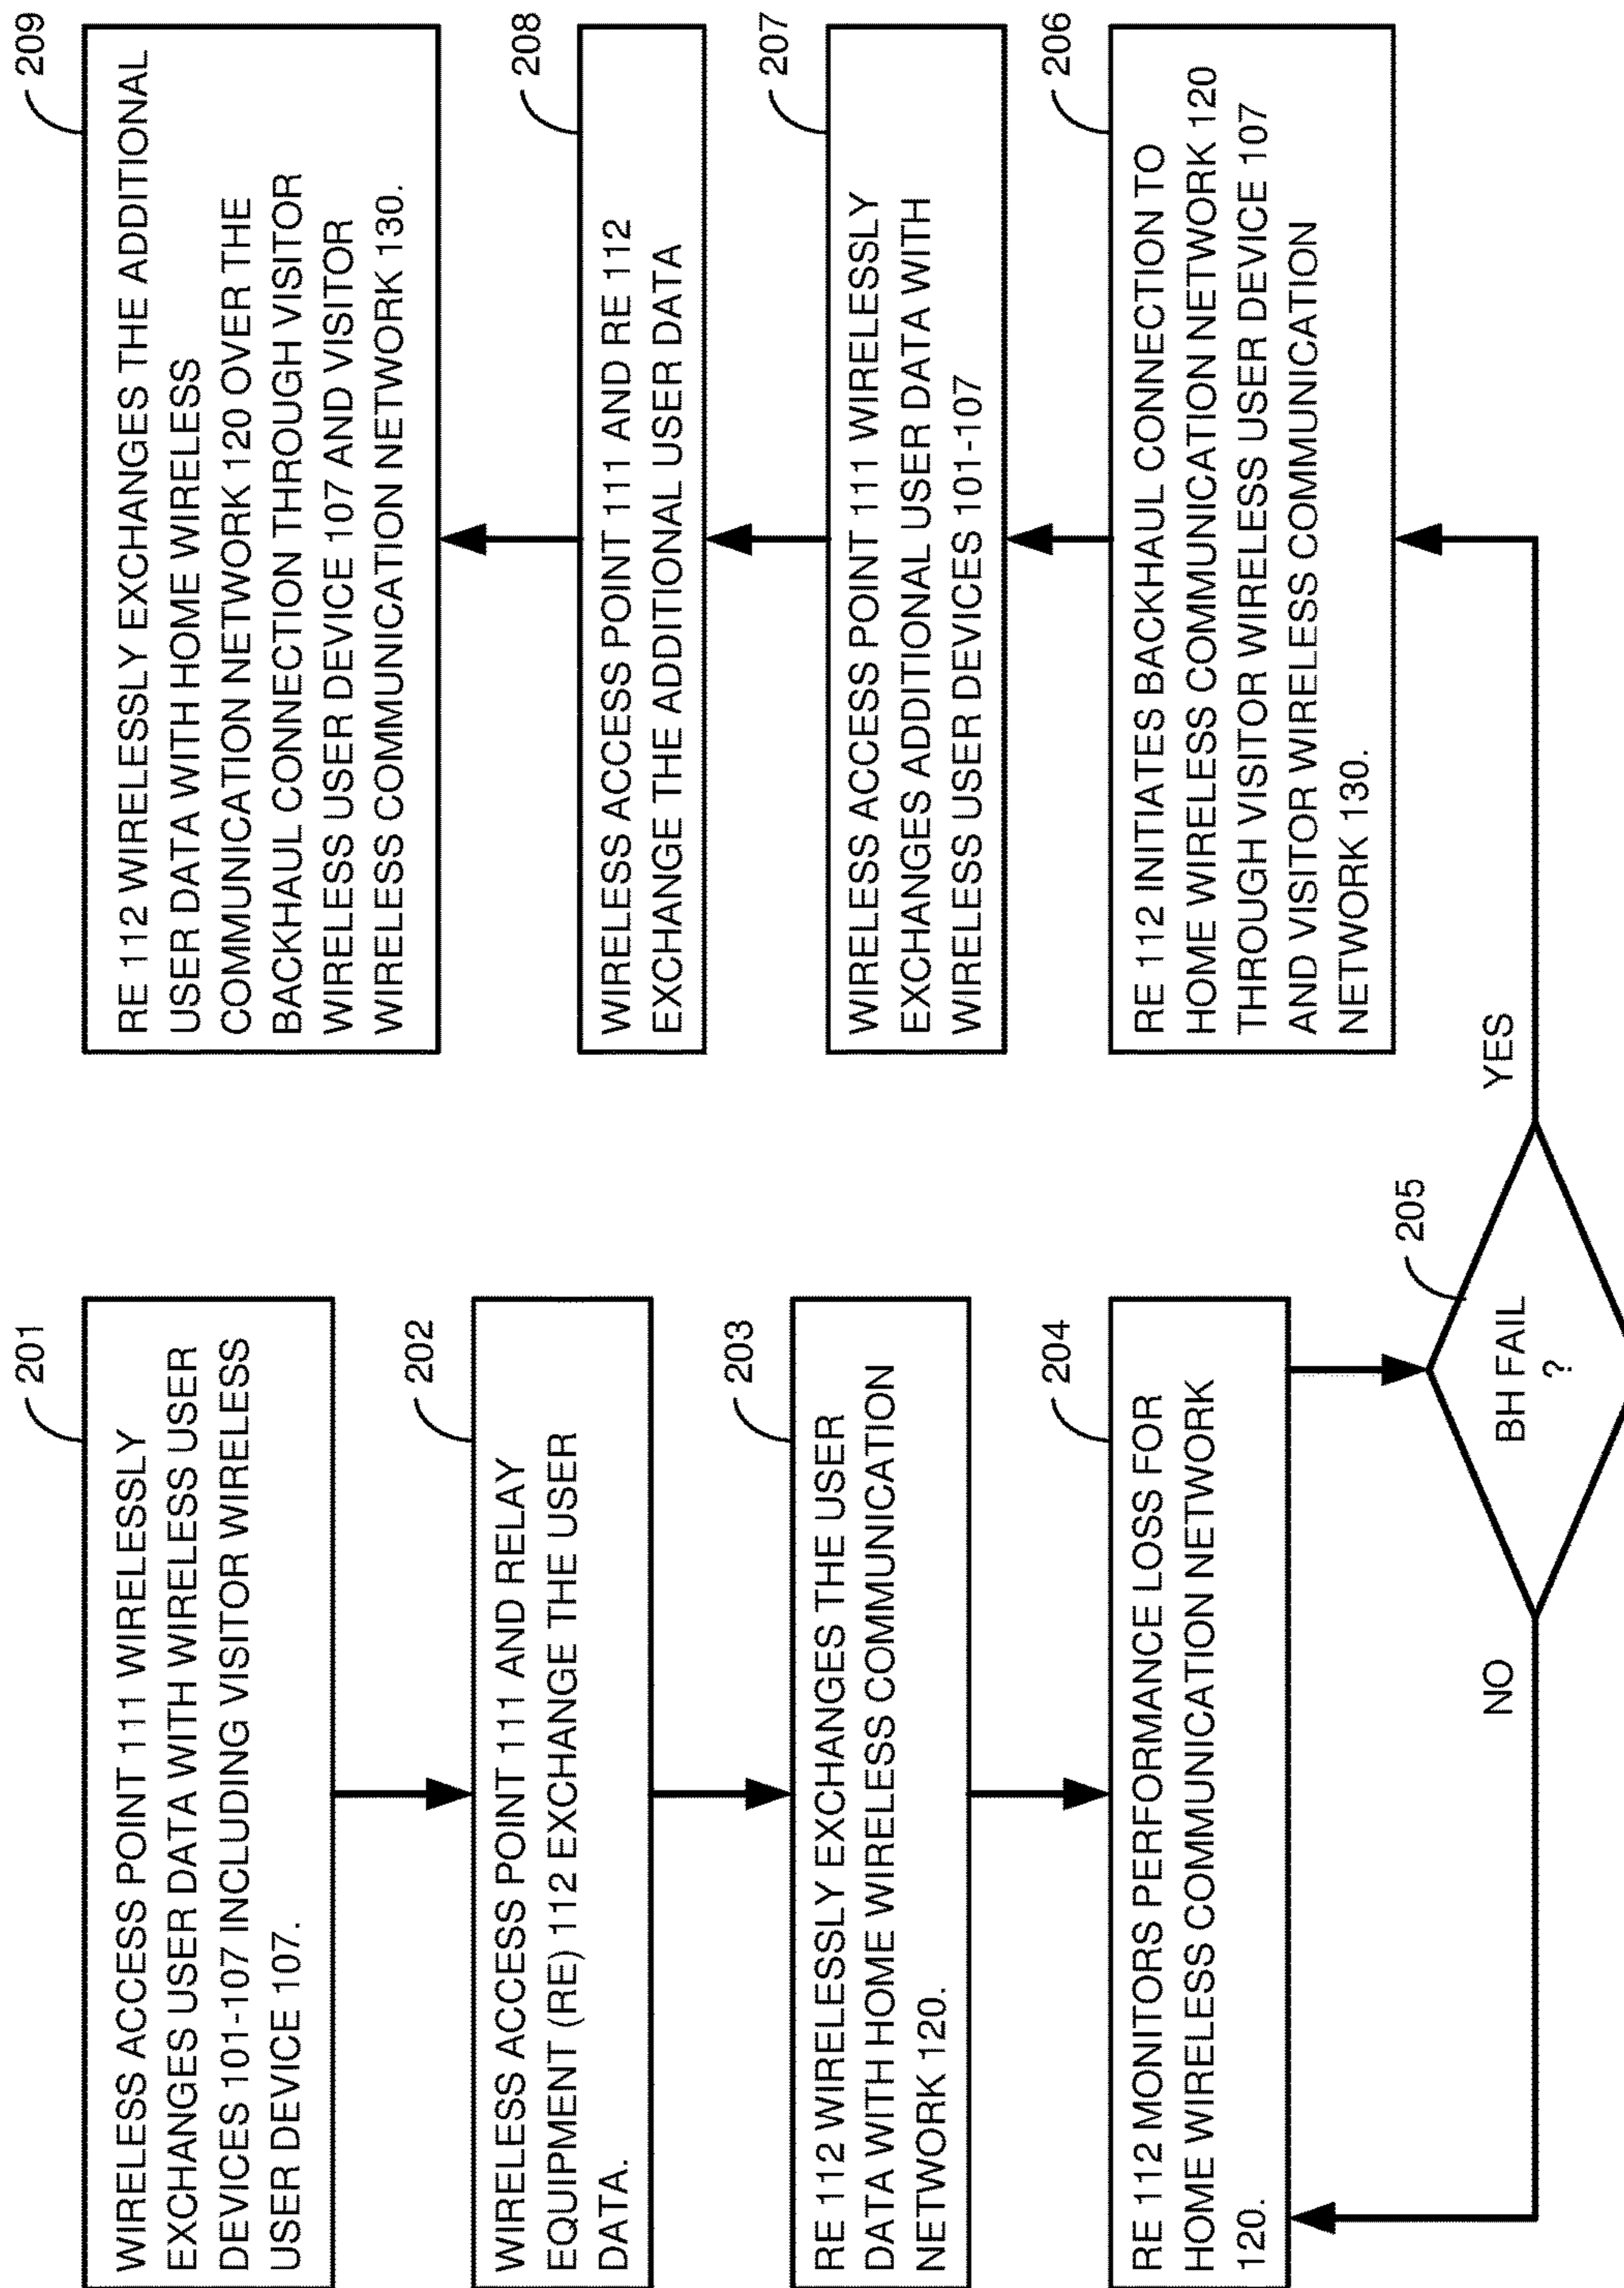 201
WIRELESS ACCESS POINT 111 WIRELESSLY
EXCHANGES USER DATA WITH WIRELESS USER
DEVICES 101-107 INCLUDING VISITOR WIRELESS
USER DEVICE 107.
202
WIRELESS ACCESS POINT 111 AND RELAY
EQUIPMENT (RE) 112 EXCHANGE THE USER
DATA.
203
RE 112 WIRELESSLY EXCHANGES THE USER
DATA WITH HOME WIRELESS COMMUNICATION
NETWORK 120.
204
RE 112 MONITORS PERFORMANCE LOSS FOR
HOME WIRELESS COMMUNICATION NETWORK
120.
205
BH FAIL
?
NO
YES
206
RE 112 INITIATES BACKHAUL CONNECTION TO
HOME WIRELESS COMMUNICATION NETWORK 120
THROUGH VISITOR WIRELESS USER DEVICE 107
AND VISITOR WIRELESS COMMUNICATION
NETWORK 130.
207
WIRELESS ACCESS POINT 111 WIRELESSLY
EXCHANGES ADDITIONAL USER DATA WITH
WIRELESS USER DEVICES 101-107
208
WIRELESS ACCESS POINT 111 AND RE 112
EXCHANGE THE ADDITIONAL USER DATA
209
RE 112 WIRELESSLY EXCHANGES THE ADDITIONAL
USER DATA WITH HOME WIRELESS
COMMUNICATION NETWORK 120 OVER THE
BACKHAUL CONNECTION THROUGH VISITOR
WIRELESS USER DEVICE 107 AND VISITOR
WIRELESS COMMUNICATION NETWORK 130.